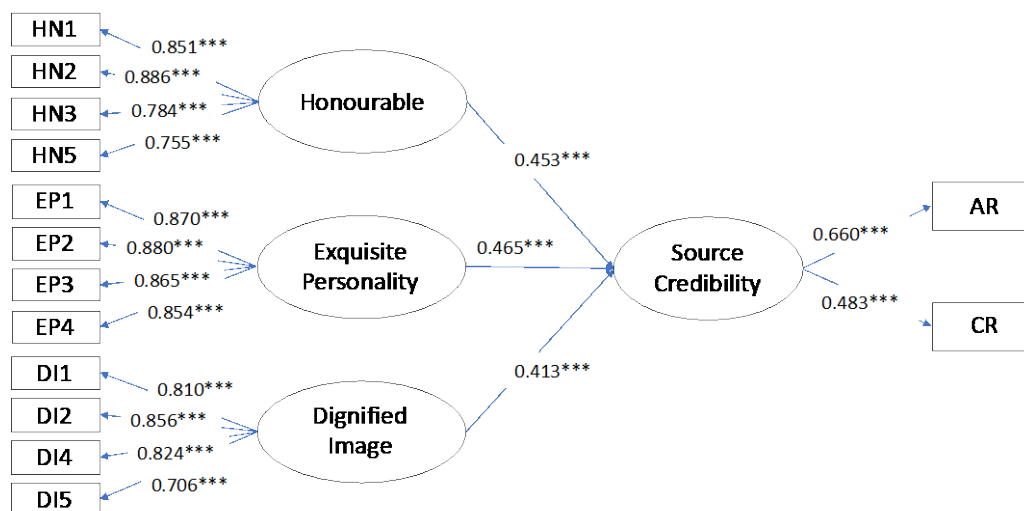 HN1
0.851***
HN2
0.886***
HN3
0.784***
HN5
0.755***
Honourable
0.453***
EP1
0.870***
EP2
0.880***
EP3
0.865***
EP4
0.854***
Exquisite
Personality
0.465***
DI1
0.810***
DI2
0.856***
DI4
0.824***
DI5
0.706***
Dignified
Image
0.413***
Source
Credibility
0.660***
AR
0.483***
CR